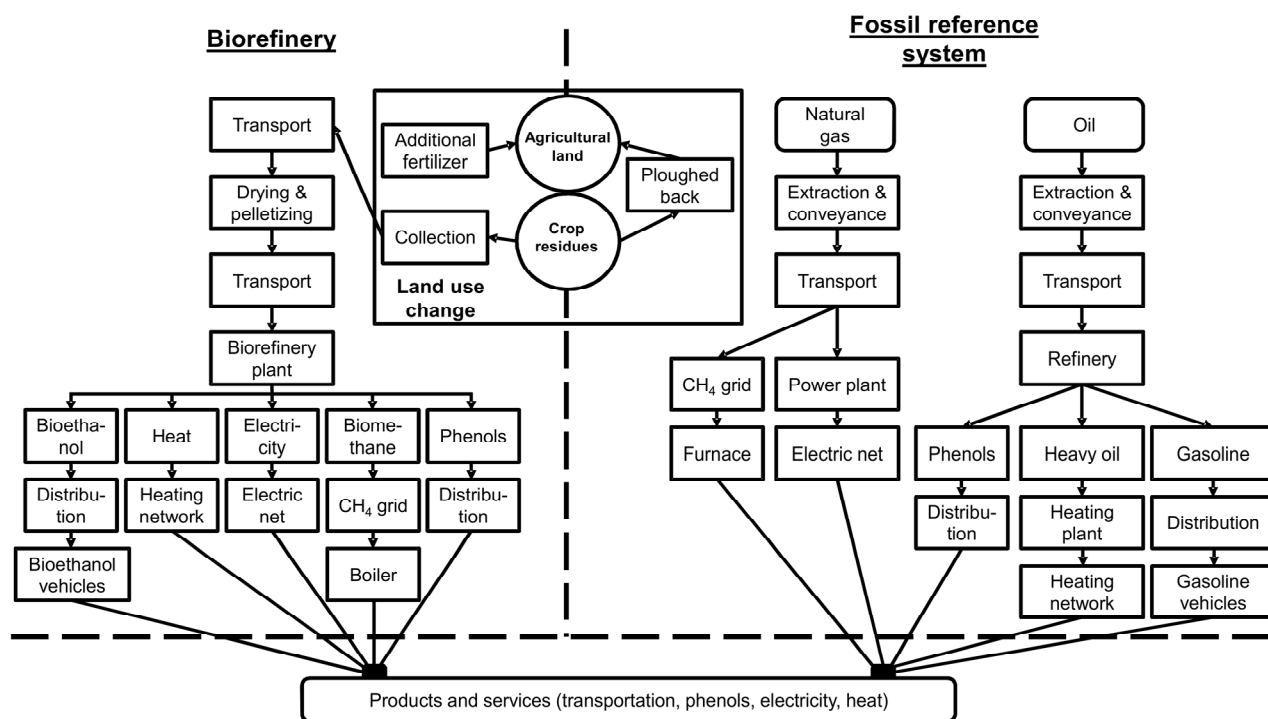 Biorefinery
Fossil reference
system
Transport
Drying &
pelletizing
Transport
Biorefinery
plant
Bioetha-
nol
Heat
Electri-
city
Biome-
thane
Phenols
Distribu-
tion
Heating
network
Electric
net
CH₄ grid
Distribu-
tion
Bioethanol
vehicles
Boiler
Additional
fertilizer
Agricultural
land
Ploughed
back
Collection
Crop
residues
Land use
change
Natural
gas
Oil
Extraction &
conveyance
Extraction &
conveyance
Transport
Transport
CH₄ grid
Power plant
Refinery
Furnace
Electric net
Phenols
Heavy oil
Gasoline
Distribu-
tion
Heating
plant
Distribution
Heating
network
Gasoline
vehicles
Products and services (transportation, phenols, electricity, heat)